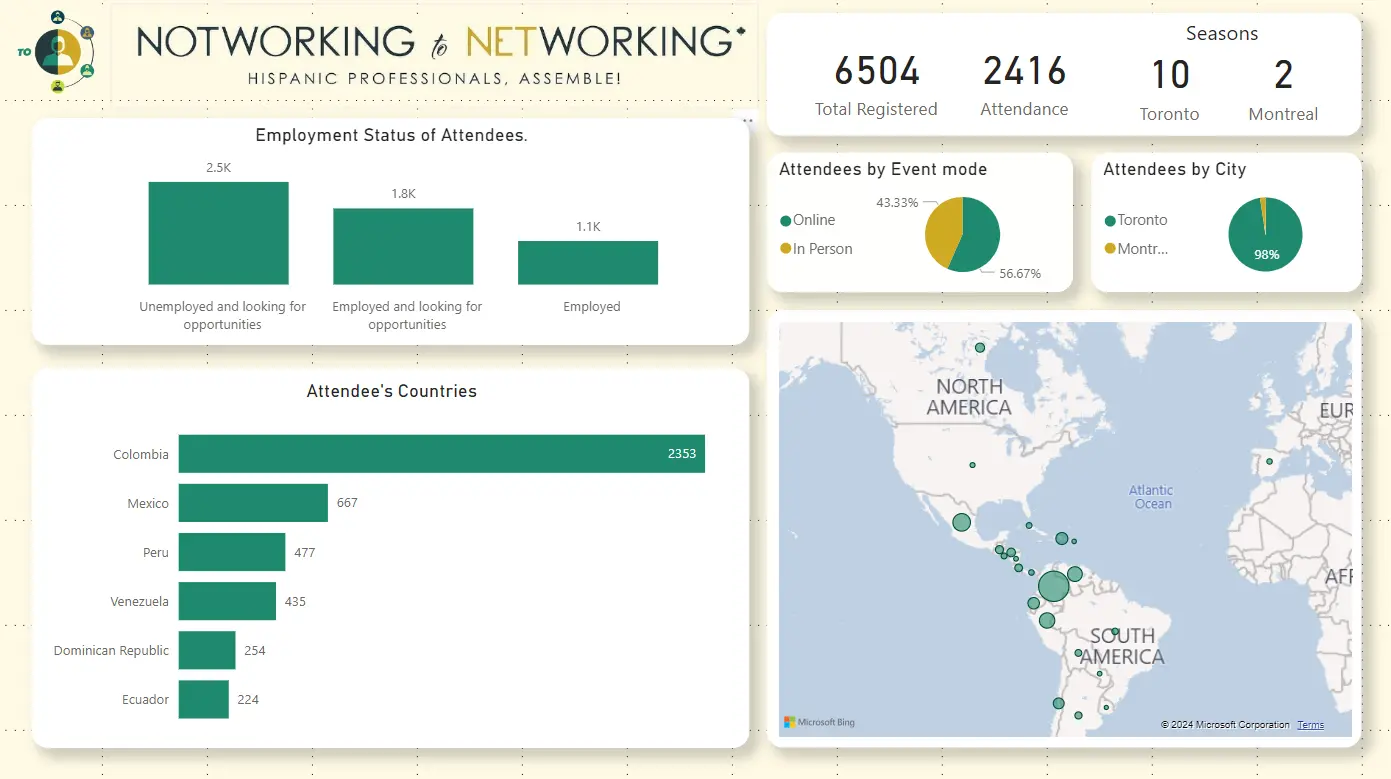 TO
NOTWORKING to NETWORKING
HISPANIC PROFESSIONALS, ASSEMBLE!
6504
Total Registered
2416
Attendance
Seasons
10
Toronto
2
Montreal
Employment Status of Attendees.
2.5K
1.8K
1.1K
Unemployed and looking for
opportunities
Employed and looking for
opportunities
Employed
Attendees by Event mode
Online
In Person
43.33%
56.67%
Attendees by City
Toronto
Montr...
98%
Attendee's Countries
Colombia
2353
Mexico
667
Peru
477
Venezuela
435
Dominican Republic
254
Ecuador
224
NORTH
AMERICA
EUR
Atlantic
Ocean
AFF
SOUTH
AMERICA
Microsoft Bing
© 2024 Microsoft Corporation Terms